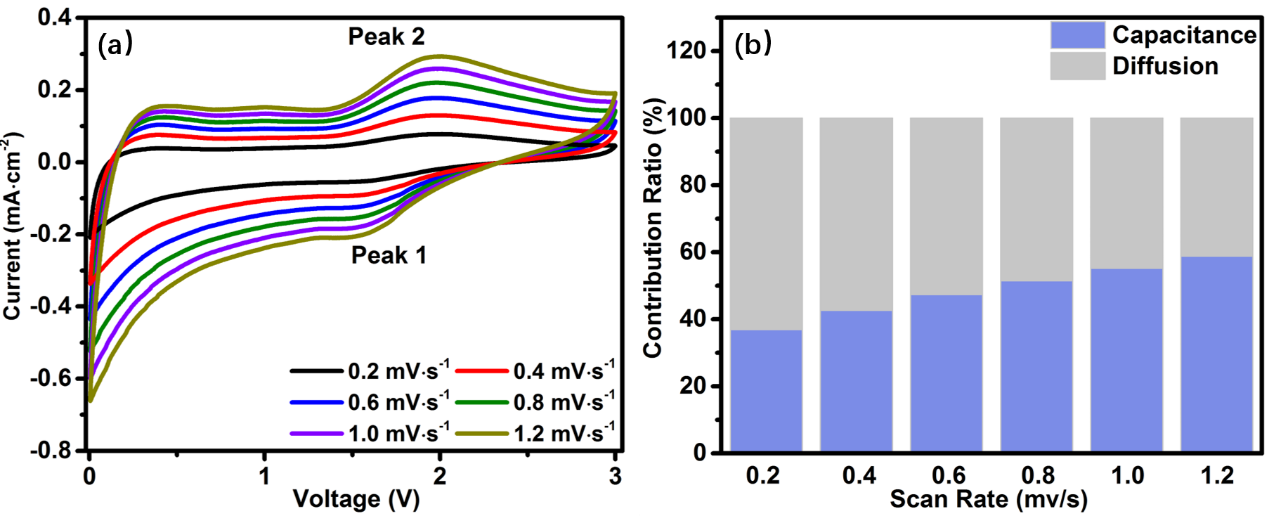 (a)
Peak 2
Peak 1
0.4
0.2
0.0
-0.2
-0.4
-0.6
-0.8
Current (mA·cm⁻²)
0.2 mV·s⁻¹ 0.4 mV·s⁻¹
0.6 mV·s⁻¹ 0.8 mV·s⁻¹
1.0 mV·s⁻¹ 1.2 mV·s⁻¹
0 1 2 3
Voltage (V)
(b)
Capacitance
Diffusion
120
100
80
60
40
20
0
Contribution Ratio (%)
0.2 0.4 0.6 0.8 1.0 1.2
Scan Rate (mv/s)